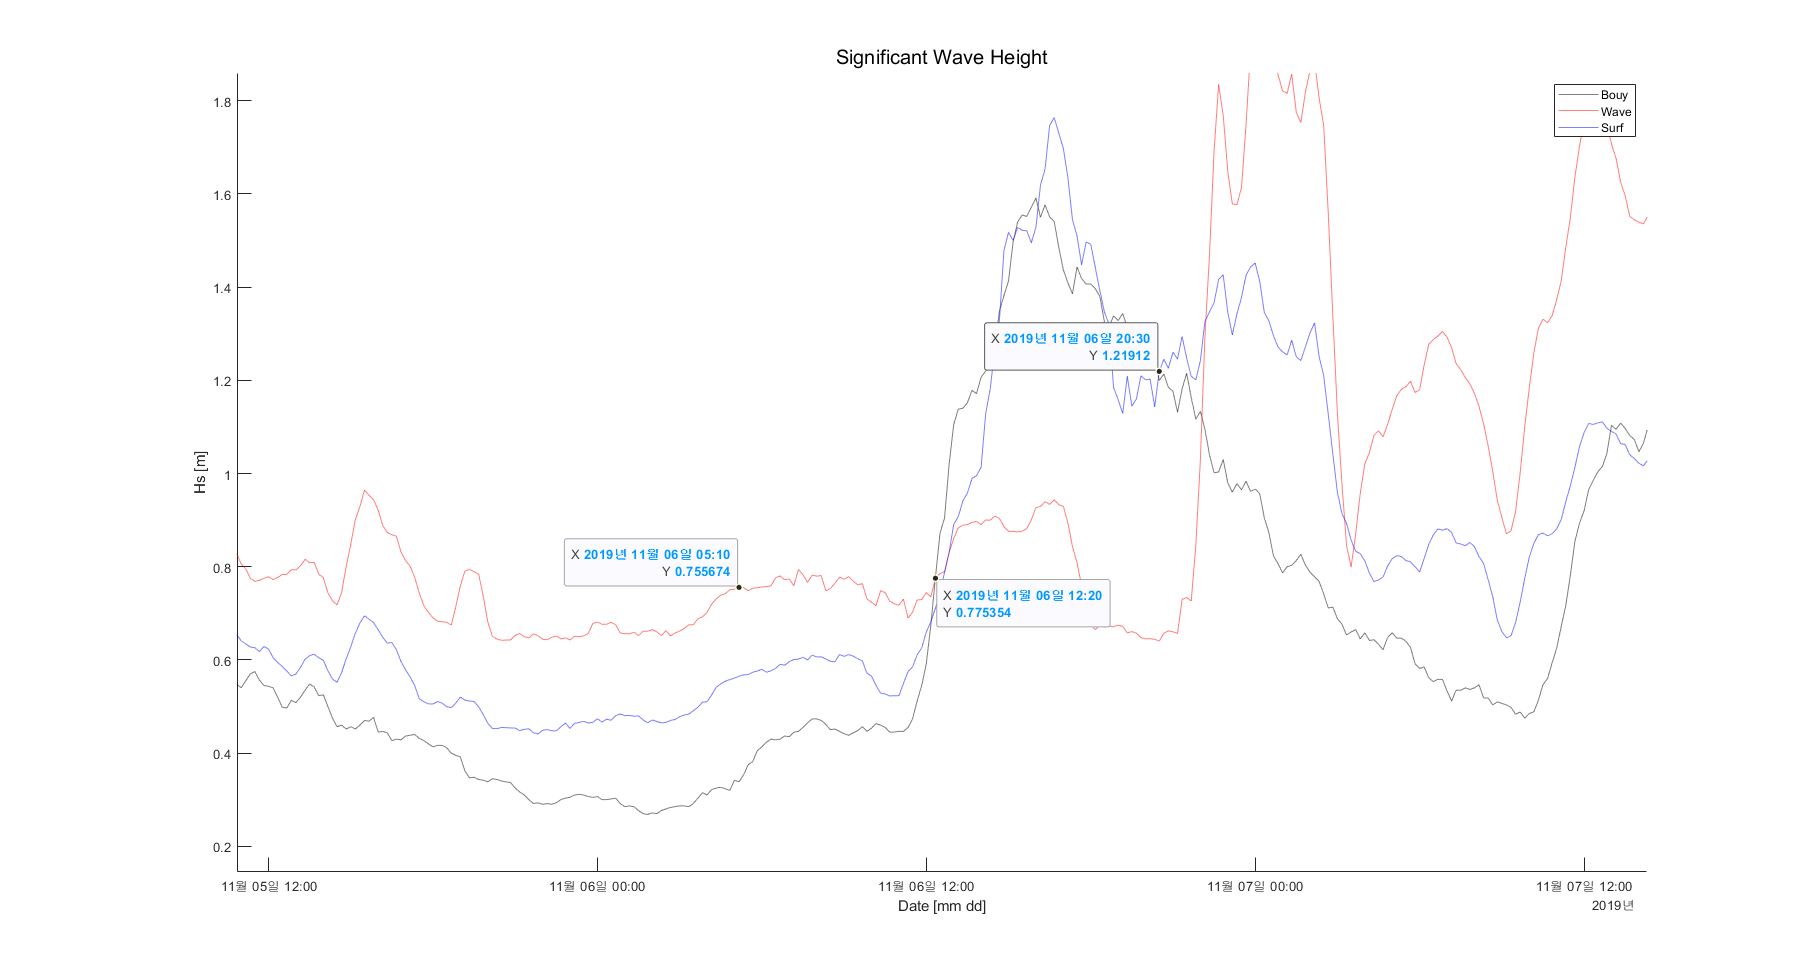 Significant Wave Height
Bouy
Wave
Surf
1.8
1.6
1.4
1.2
1
0.8
0.6
0.4
0.2
Hs [m]
X 2019년 11월 06일 20:30
Y 1.21912
X 2019년 11월 06일 05:10
Y 0.755674
X 2019년 11월 06일 12:20
Y 0.775354
11월 05일 12:00
11월 06일 00:00
11월 06일 12:00
11월 07일 00:00
11월 07일 12:00
Date [mm dd]
2019년